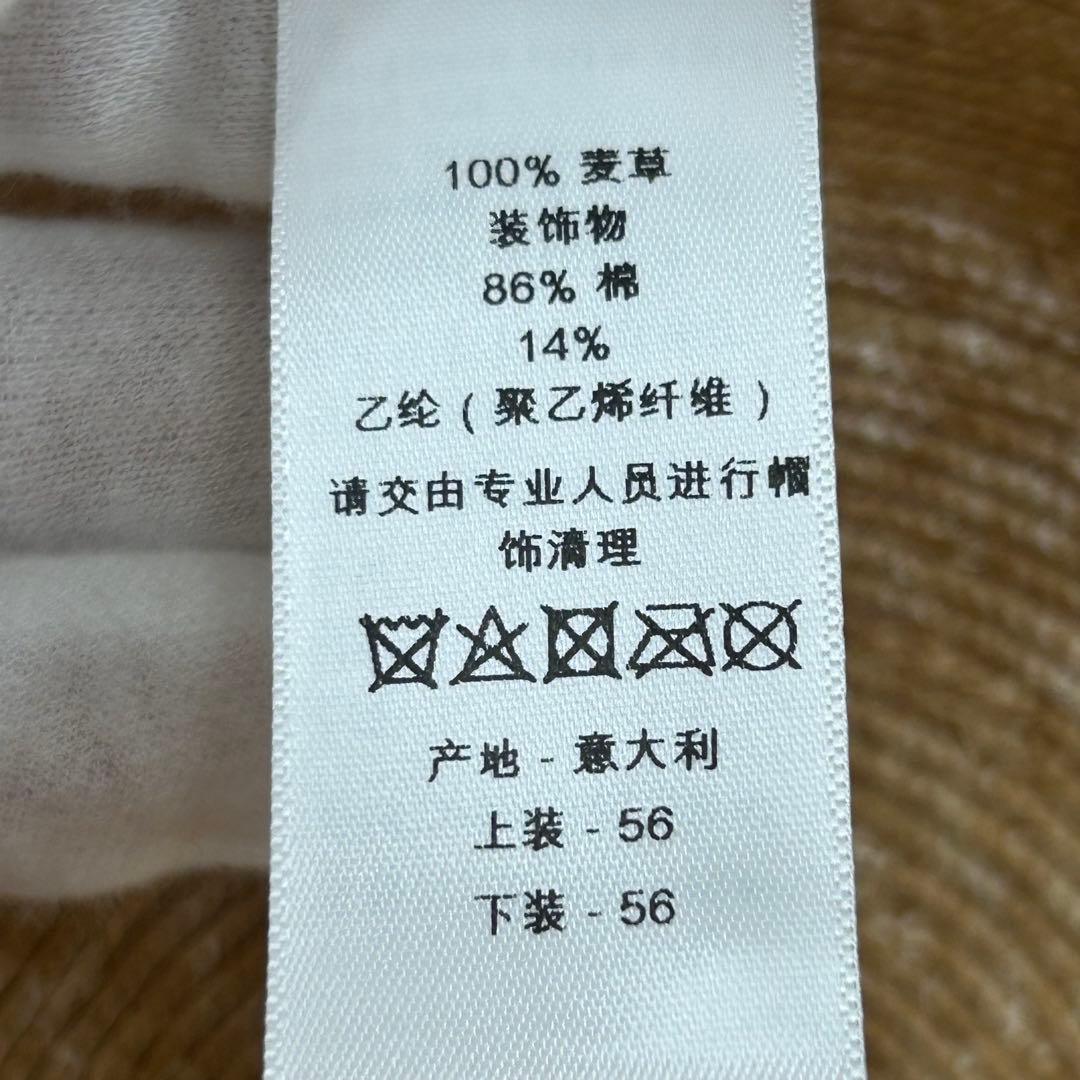 100% 麦草
装饰物
86% 棉
14%
乙纶 ( 聚乙烯纤维 )
请交由专业人员进行帽
饰清理
产地 - 意大利
上装 - 56
下装 - 56